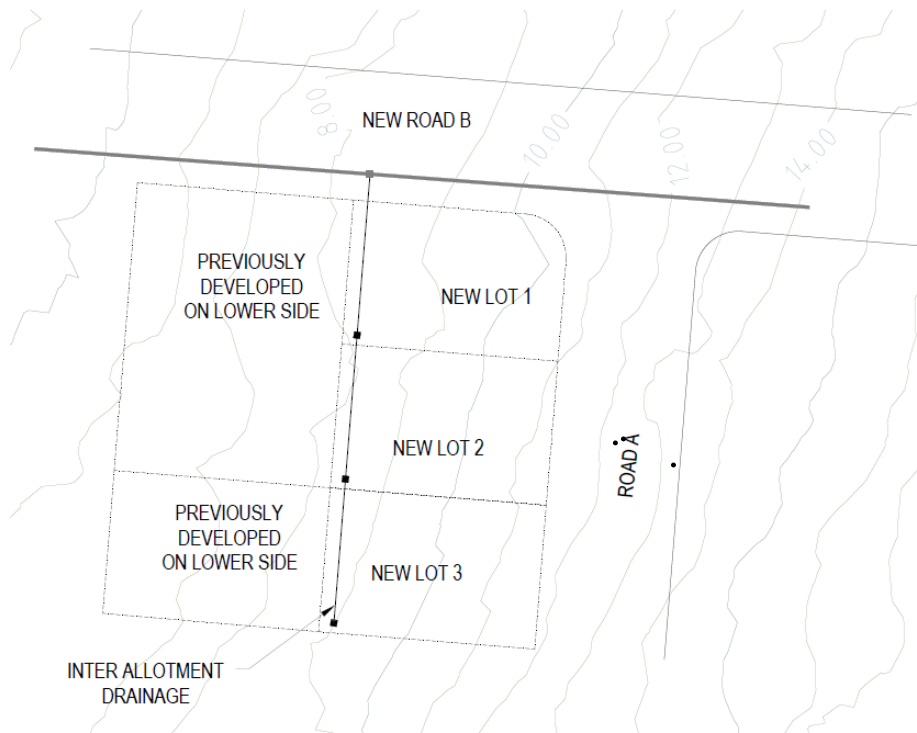 8.00
NEW ROAD B
10.00
12.00
14.00
PREVIOUSLY
DEVELOPED
ON LOWER SIDE
NEW LOT 1
NEW LOT 2
ROAD A
PREVIOUSLY
DEVELOPED
ON LOWER SIDE
NEW LOT 3
INTER ALLOTMENT
DRAINAGE